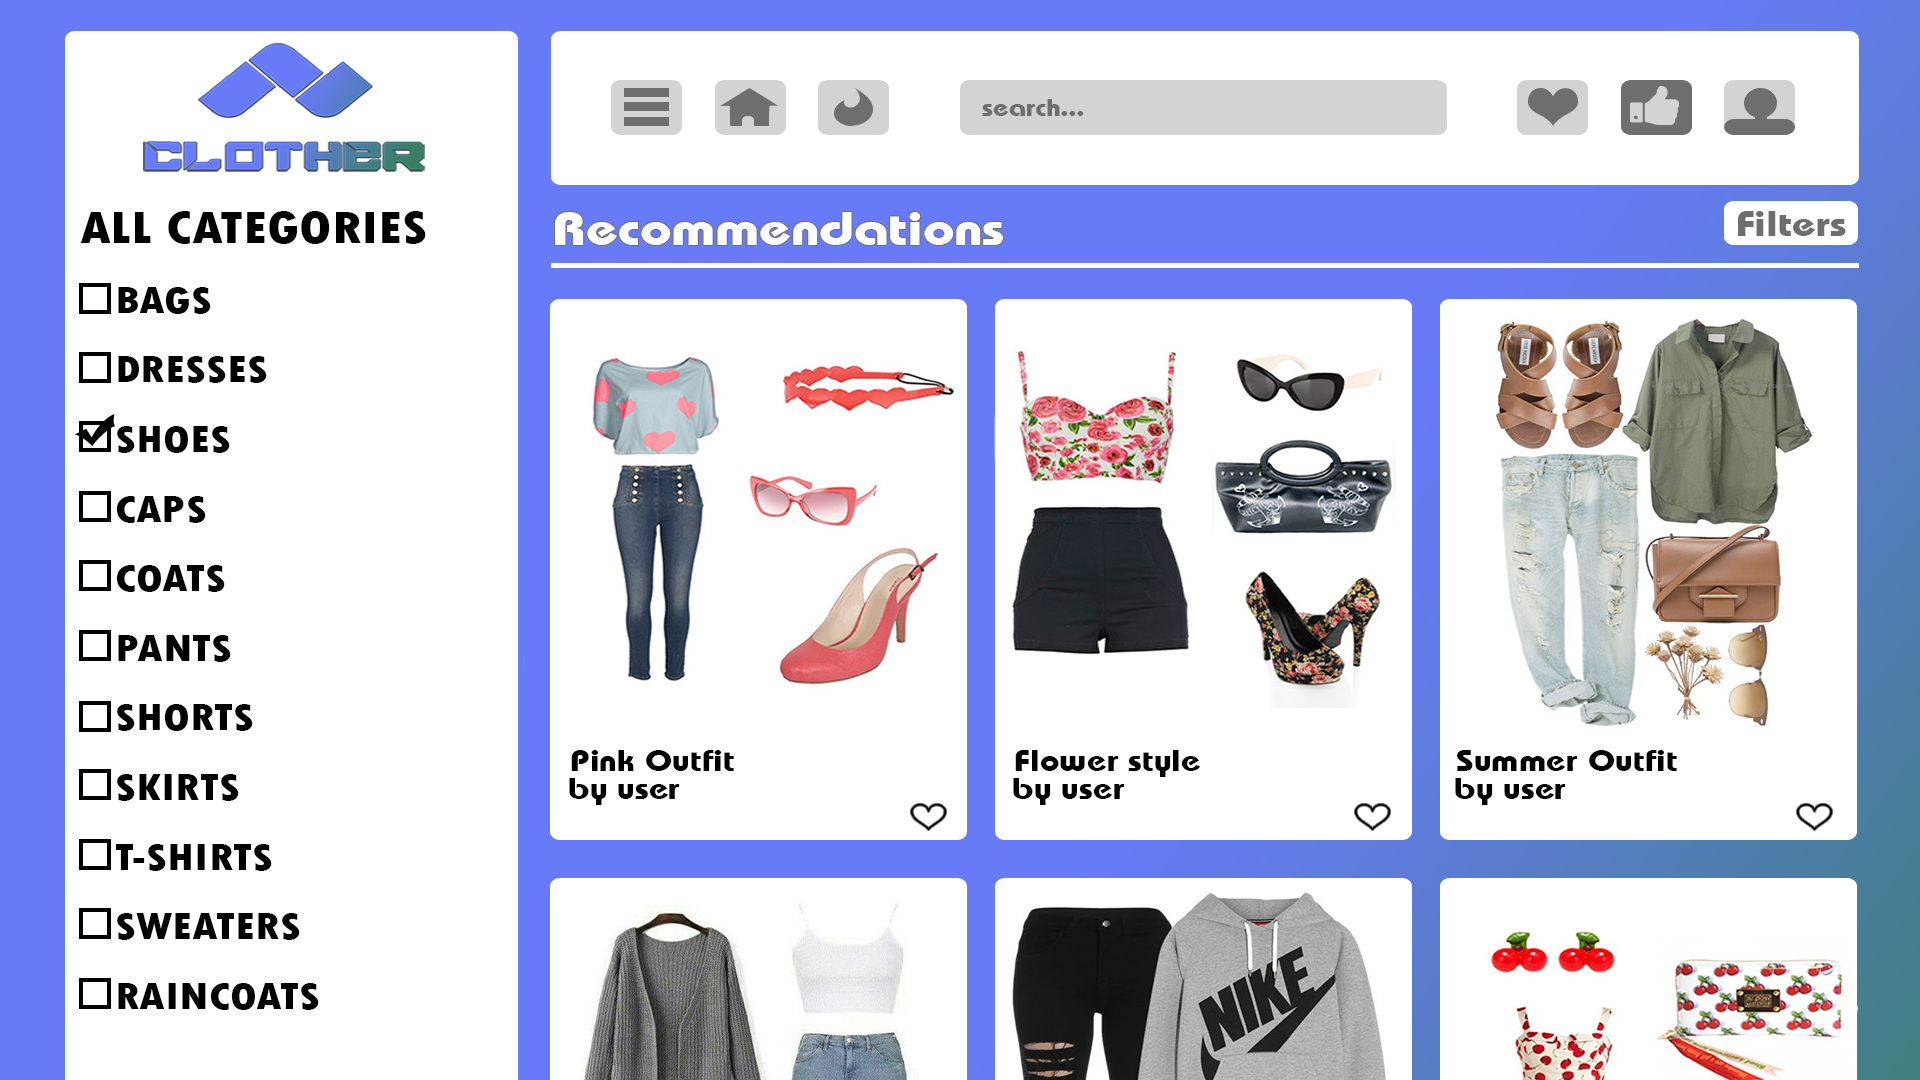 CLOTHER
ALL CATEGORIES
BAGS
DRESSES
SHOES
CAPS
COATS
PANTS
SHORTS
SKIRTS
T-SHIRTS
SWEATERS
RAINCOATS
search...
Recommendations
Filters
Pink Outfit
by user
Flower style
by user
Summer Outfit
by user
NIKE